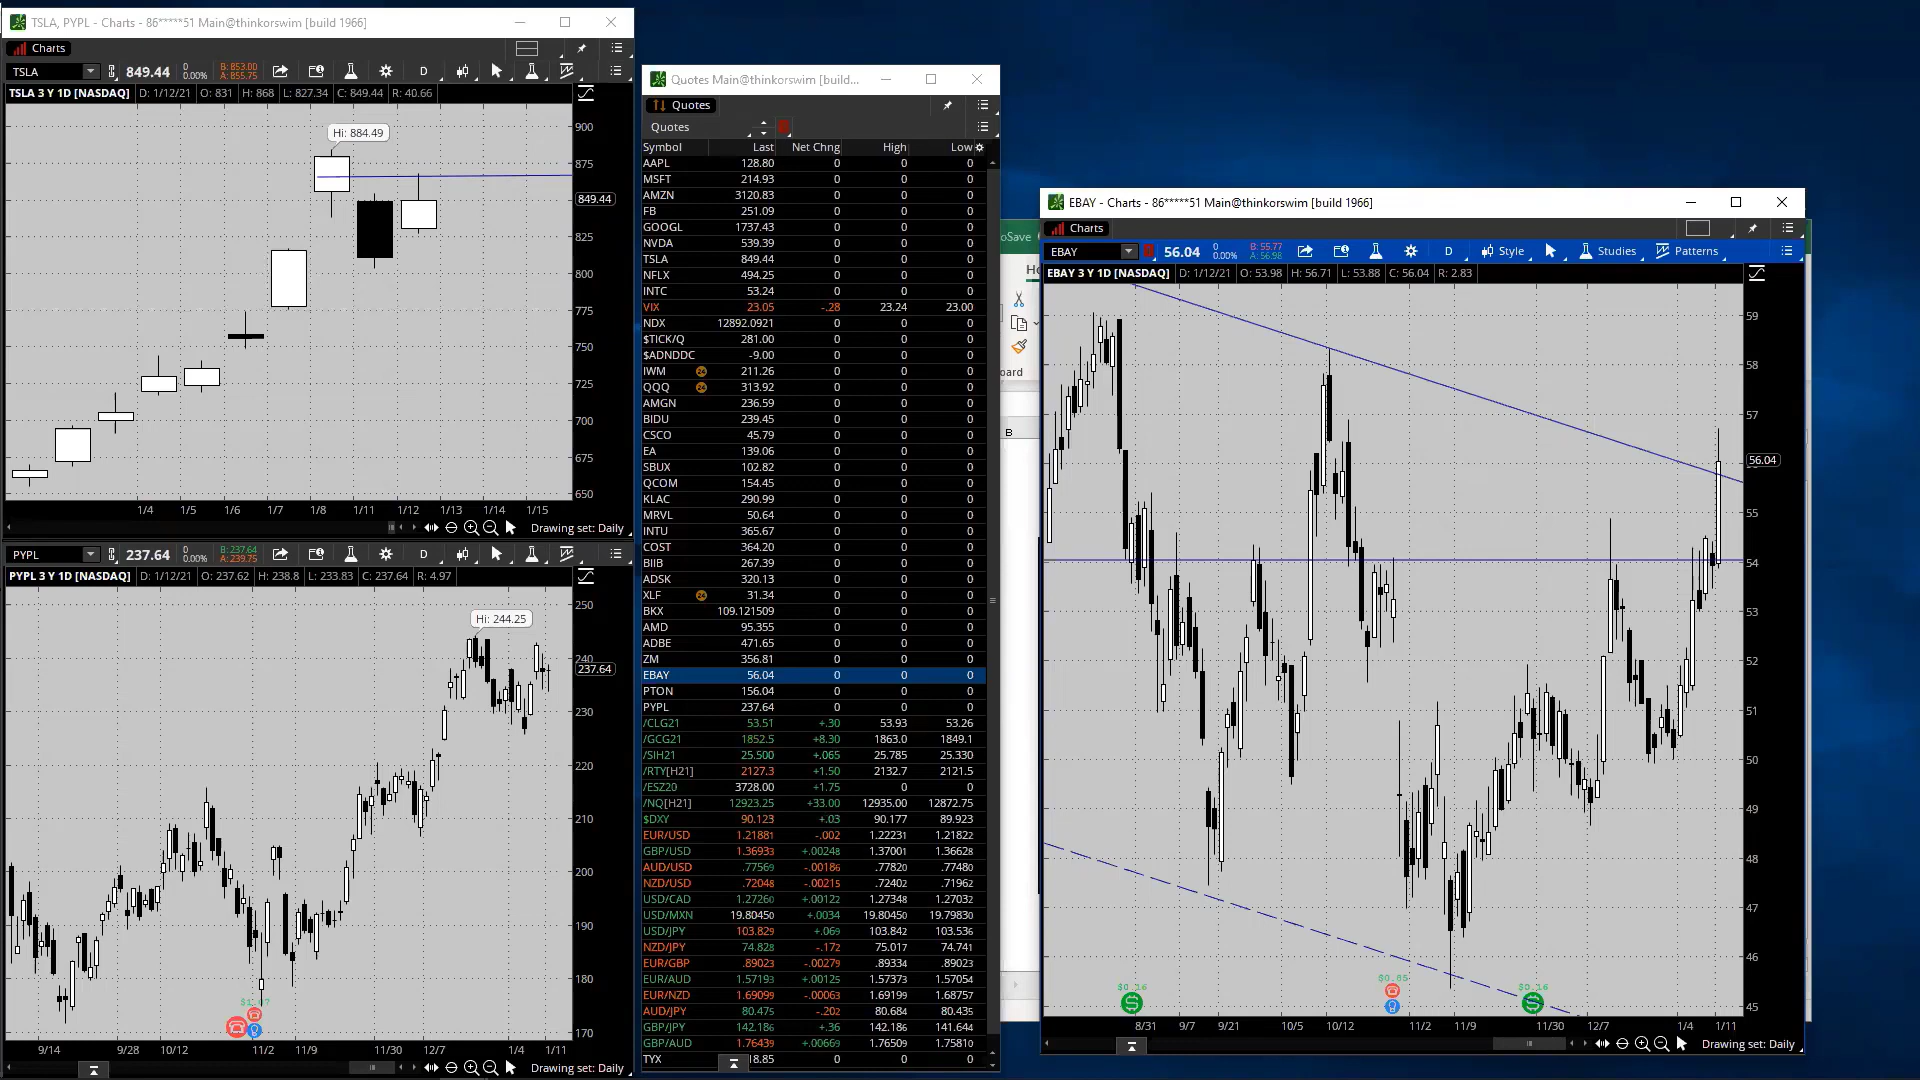 TSLA, PYPL - Charts - 86*****51 Main@thinkorswim [build 1966]
Charts
TSLA 849.44 0 0.00% B: 853.00 A: 855.75 D
TSLA 3 Y 1D [NASDAQ] D: 1/12/21 O: 831 H: 868 L: 827.34 C: 849.44 R: 40.66
Hi: 884.49
900
875
849.44
825
800
775
750
725
700
675
650
1/4 1/5 1/6 1/7 1/8 1/11 1/12 1/13 1/14 1/15
Drawing set: Daily
PYPL 237.64 0 0.00% B: 237.64 A: 239.75 D
PYPL 3 Y 1D [NASDAQ] D: 1/12/21 O: 237.62 H: 238.8 L: 233.83 C: 237.64 R: 4.97
Hi: 244.25
250
240
237.64
230
220
210
200
190
180
170
9/14 9/28 10/12 11/2 11/9 11/30 12/7 1/4 1/11
Drawing set: Daily
Quotes Main@thinkorswim [build...
Quotes
Quotes
Symbol Last Net Chng High Low
AAPL 128.80 0 0 0
MSFT 214.93 0 0 0
AMZN 3120.83 0 0 0
FB 251.09 0 0 0
GOOGL 1737.43 0 0 0
NVDA 539.39 0 0 0
TSLA 849.44 0 0 0
NFLX 494.25 0 0 0
INTC 53.24 0 0 0
VIX 23.05 -.28 23.24 23.00
NDX 12892.0921 0 0 0
$TICK/Q 281.00 0 0 0
$ADNDDC -9.00 0 0 0
IWM 24 211.26 0 0 0
QQQ 24 313.92 0 0 0
AMGN 236.59 0 0 0
BIDU 239.45 0 0 0
CSCO 45.79 0 0 0
EA 139.06 0 0 0
SBUX 102.82 0 0 0
QCOM 154.45 0 0 0
KLAC 290.99 0 0 0
MRVL 50.64 0 0 0
INTU 365.67 0 0 0
COST 364.20 0 0 0
BIIB 267.39 0 0 0
ADSK 320.13 0 0 0
XLF 24 31.34 0 0 0
BKX 109.121509 0 0 0
AMD 95.355 0 0 0
ADBE 471.65 0 0 0
ZM 356.81 0 0 0
EBAY 56.04 0 0 0
PTON 156.04 0 0 0
PYPL 237.64 0 0 0
/CLG21 53.51 +.30 53.93 53.26
/GCG21 1852.5 +8.30 1863.0 1849.1
/SIH21 25.500 +.065 25.785 25.330
/RTY[H21] 2127.3 +1.50 2132.7 2121.5
/ESZ20 3728.00 +1.75 0 0
/NQ[H21] 12923.25 +33.00 12935.00 12872.75
$DXY 90.123 +.03 90.177 89.923
EUR/USD 1.21881 -.002 1.22231 1.21822
GBP/USD 1.36933 +.00248 1.37001 1.36628
AUD/USD .77569 -.00186 .77820 .77480
NZD/USD .72048 -.00215 .72402 .71962
USD/CAD 1.27260 +.00122 1.27348 1.27032
USD/MXN 19.80450 +.0034 19.80450 19.79830
USD/JPY 103.829 +.069 103.842 103.536
NZD/JPY 74.828 -.172 75.017 74.741
EUR/GBP .89023 -.00279 .89334 .89023
EUR/AUD 1.57193 +.00125 1.57373 1.57054
EUR/NZD 1.69099 -.00063 1.69199 1.68757
AUD/JPY 80.475 -.202 80.684 80.435
GBP/JPY 142.186 +.36 142.186 141.644
GBP/AUD 1.76439 +.00669 1.76509 1.75810
TYX 18.85 0 0 0
oSave
Ho
oard
B
EBAY - Charts - 86*****51 Main@thinkorswim [build 1966]
Charts
EBAY 56.04 0 0.00% B: 55.77 A: 56.98 D Style Studies Patterns
EBAY 3 Y 1D [NASDAQ] D: 1/12/21 O: 53.98 H: 56.71 L: 53.88 C: 56.04 R: 2.83
59
58
57
56.04
55
54
53
52
51
50
49
48
47
46
45
$0.16 $0.85 $0.16
8/31 9/7 9/21 10/5 10/12 11/2 11/9 11/30 12/7 1/4 1/11
Drawing set: Daily